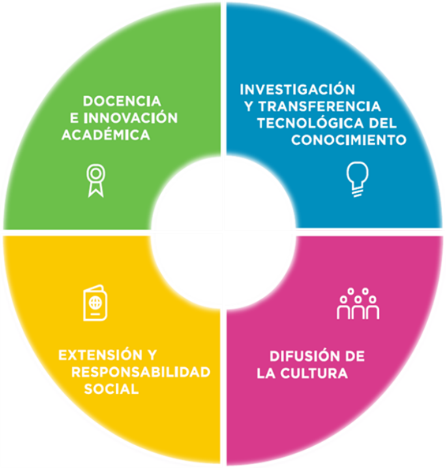 DOCENCIA
E INNOVACIÓN
ACADÉMICA
INVESTIGACIÓN
Y TRANSFERENCIA
TECNOLÓGICA DEL
CONOCIMIENTO
EXTENSIÓN Y
RESPONSABILIDAD
SOCIAL
DIFUSIÓN DE
LA CULTURA